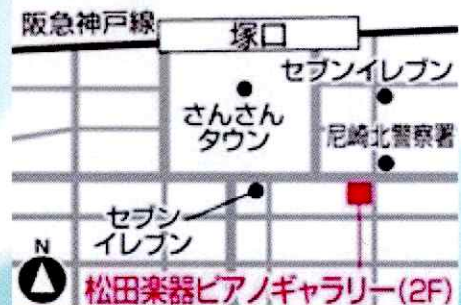 阪急神戸線
塚口
セブンイレブン
さんさん
タウン
尼崎北警察署
セブン
イレブン
N
松田楽器ピアノギャラリー(2F)